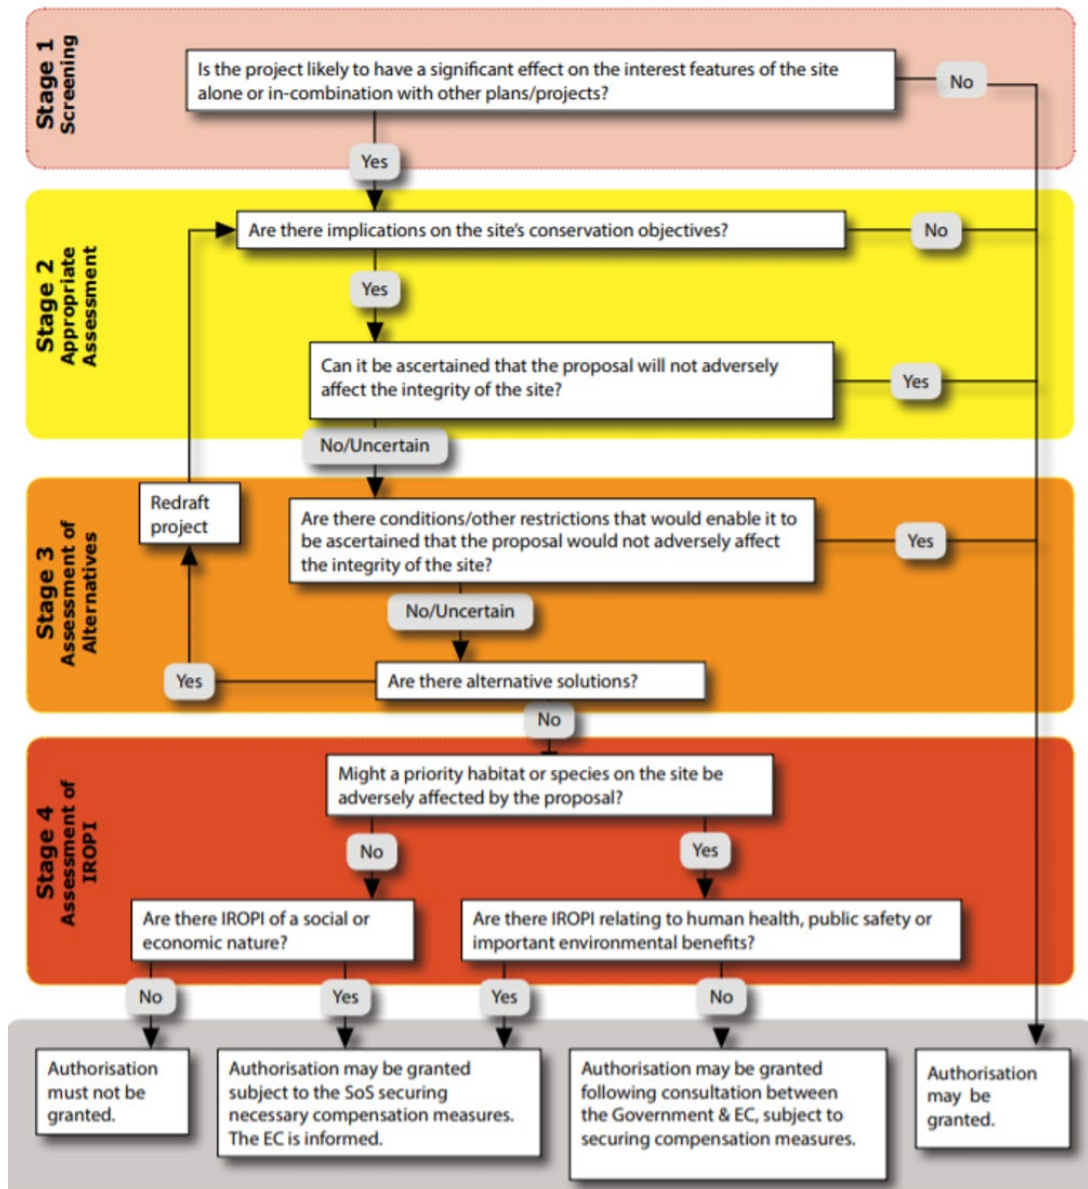 Stage 1
Screening
Is the project likely to have a significant effect on the interest features of the site
alone or in-combination with other plans/projects?
No
Yes
Stage 2
Appropriate
Assessment
Are there implications on the site's conservation objectives?
No
Yes
Can it be ascertained that the proposal will not adversely
affect the integrity of the site?
Yes
No/Uncertain
Stage 3
Assessment of
Alternatives
Redraft
project
Are there conditions/other restrictions that would enable it to
be ascertained that the proposal would not adversely affect
the integrity of the site?
Yes
No/Uncertain
Are there alternative solutions?
Yes
No
Stage 4
Assessment of
IROPI
Might a priority habitat or species on the site be
adversely affected by the proposal?
No
Yes
Are there IROPI of a social or
economic nature?
Are there IROPI relating to human health, public safety or
important environmental benefits?
No
Yes
Yes
No
Authorisation
must not be
granted.
Authorisation may be granted
subject to the SoS securing
necessary compensation measures.
The EC is informed.
Authorisation may be granted
following consultation between
the Government & EC, subject to
securing compensation measures.
Authorisation
may be
granted.